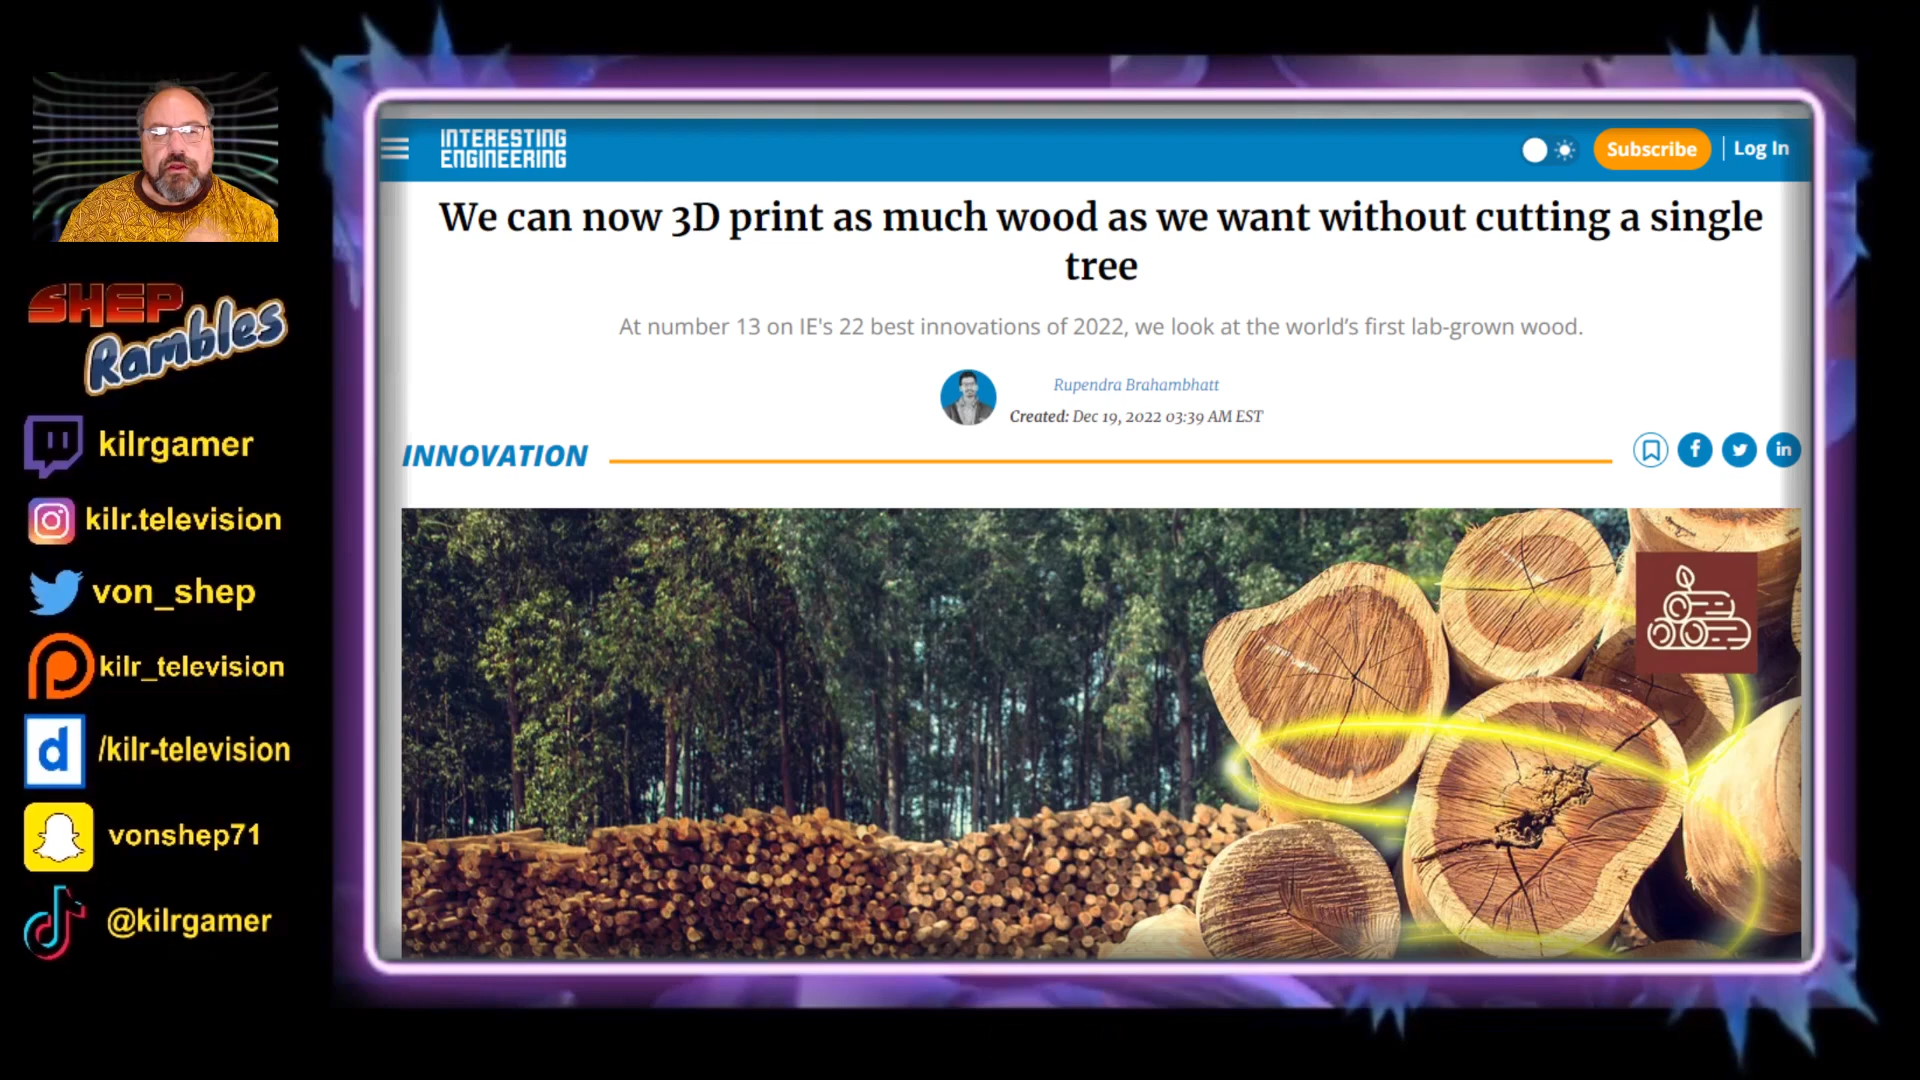 SHEP
Rambles
kilrgamer
kilr.television
von_shep
kilr_television
d
/kilr-television
vonshep71
@kilrgamer
INTERESTING
ENGINEERING
Subscribe
Log In
We can now 3D print as much wood as we want without cutting a single
tree
At number 13 on IE's 22 best innovations of 2022, we look at the world’s first lab-grown wood.
Rupendra Brahambhatt
Created: Dec 19, 2022 03:39 AM EST
INNOVATION
f
in